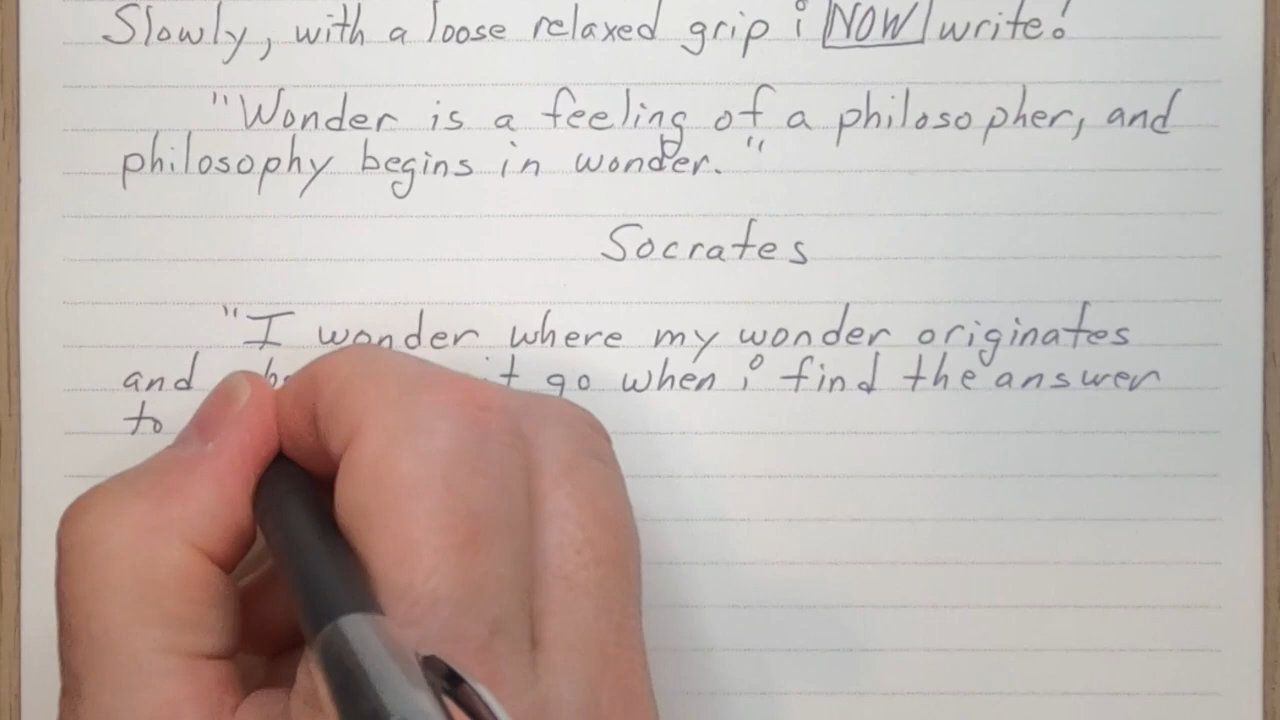 Slowly, with a loose relaxed grip i NOW write!
"Wonder is a feeling of a philosopher, and
philosophy begins in wonder."
Socrates
"I wonder where my wonder originates
and it go when i find the answer
to